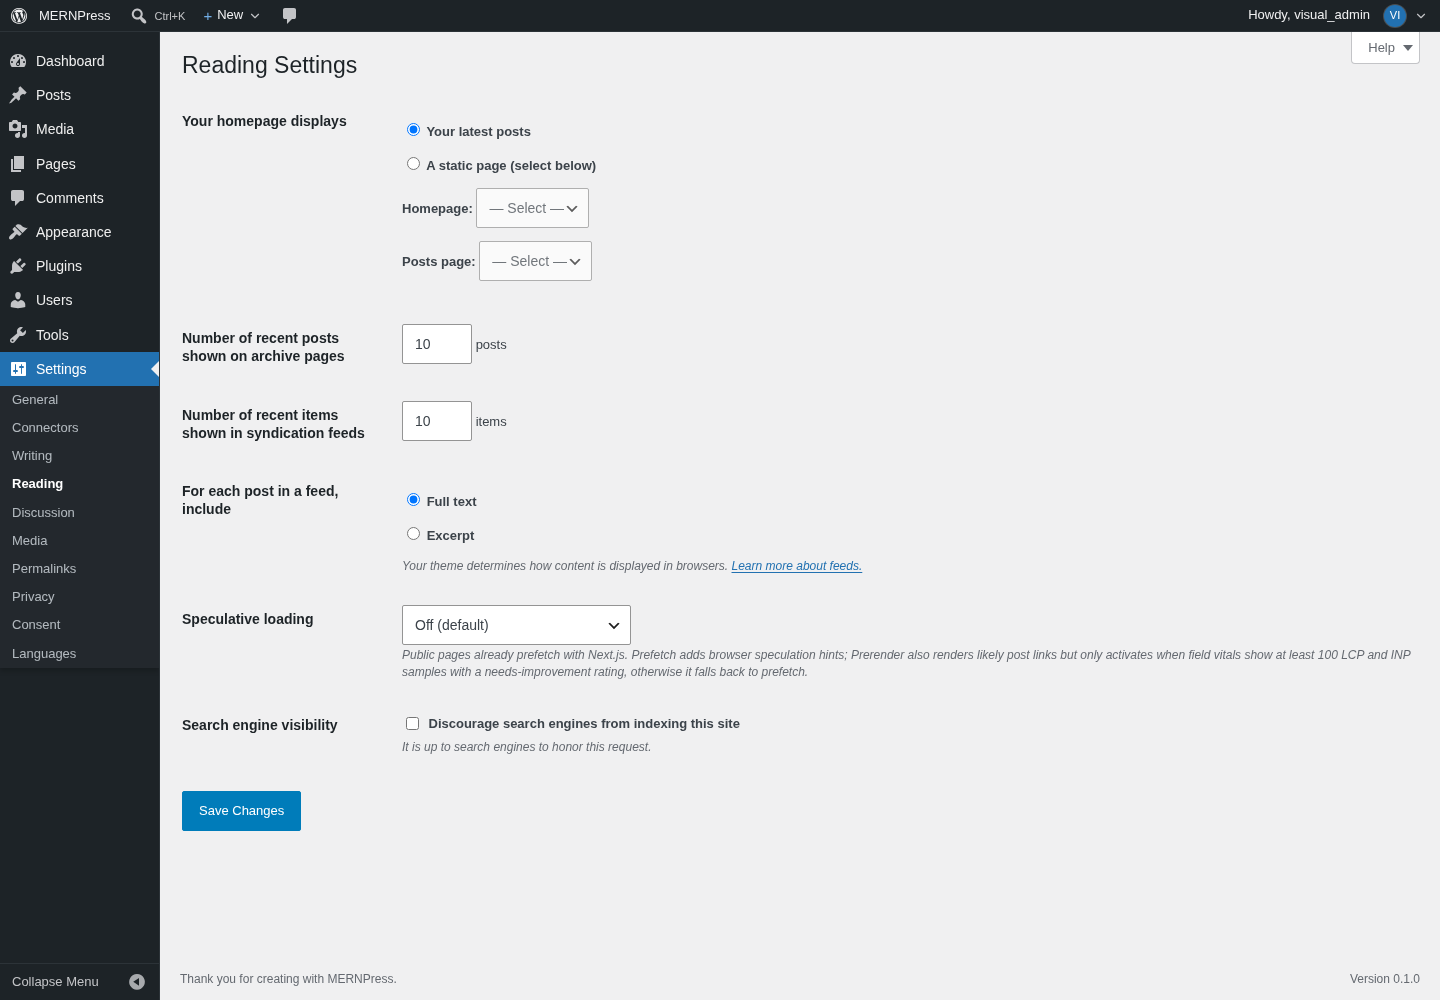 MERNPress
Ctrl+K
+ New
Howdy, visual_admin
VI
Help
Dashboard
Posts
Media
Pages
Comments
Appearance
Plugins
Users
Tools
Settings
General
Connectors
Writing
Reading
Discussion
Media
Permalinks
Privacy
Consent
Languages
Collapse Menu
Reading Settings
Your homepage displays
Your latest posts
A static page (select below)
Homepage: — Select —
Posts page: — Select —
Number of recent posts
shown on archive pages
10 posts
Number of recent items
shown in syndication feeds
10 items
For each post in a feed,
include
Full text
Excerpt
Your theme determines how content is displayed in browsers. Learn more about feeds.
Speculative loading
Off (default)
Public pages already prefetch with Next.js. Prefetch adds browser speculation hints; Prerender also renders likely post links but only activates when field vitals show at least 100 LCP and INP
samples with a needs-improvement rating, otherwise it falls back to prefetch.
Search engine visibility
Discourage search engines from indexing this site
It is up to search engines to honor this request.
Save Changes
Thank you for creating with MERNPress.
Version 0.1.0